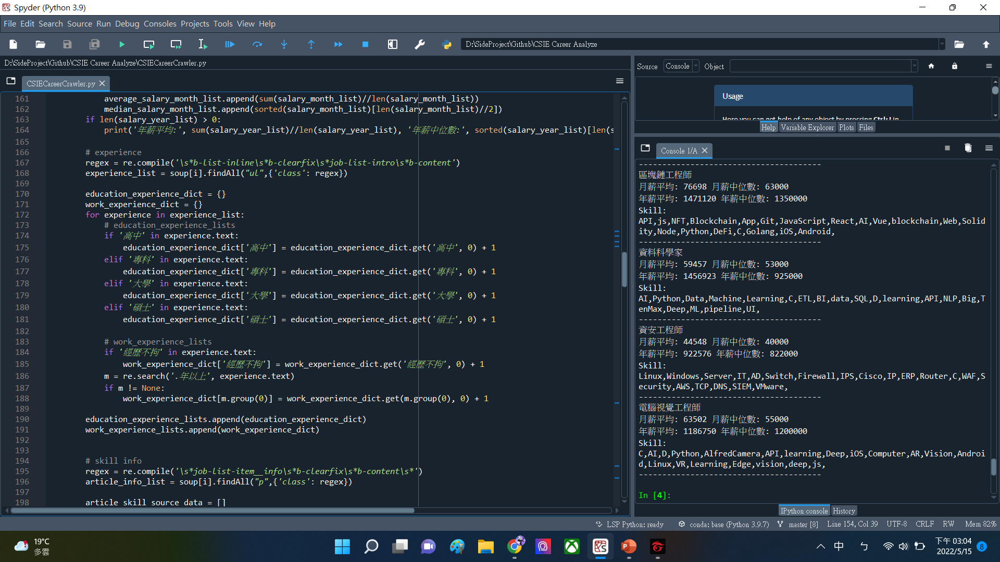 Spyder (Python 3.9)
File Edit Search Source Run Debug Consoles Projects Tools View Help
D:\SideProject\Github\CSIE Career Analyze
D:\SideProject\Github\CSIE Career Analyze\CSIECareerCrawler.py
CSIECareerCrawler.py
161 average_salary_month_list.append(sum(salary_month_list)//len(salary_month_list))
162 median_salary_month_list.append(sorted(salary_month_list)[len(salary_month_list)//2])
163 if len(salary_year_list) > 0:
164 print('年薪平均:', sum(salary_year_list)//len(salary_year_list), '年薪中位數:', sorted(salary_year_list)[len(s
165
166 # experience
167 regex = re.compile('\s*b-list-inline\s*b-clearfix\s*job-list-intro\s*b-content')
168 experience_list = soup[i].findAll("ul",{'class': regex})
169
170 education_experience_dict = {}
171 work_experience_dict = {}
172 for experience in experience_list:
173 # education_experience_lists
174 if '高中' in experience.text:
175 education_experience_dict['高中'] = education_experience_dict.get('高中', 0) + 1
176 elif '專科' in experience.text:
177 education_experience_dict['專科'] = education_experience_dict.get('專科', 0) + 1
178 elif '大學' in experience.text:
179 education_experience_dict['大學'] = education_experience_dict.get('大學', 0) + 1
180 elif '碩士' in experience.text:
181 education_experience_dict['碩士'] = education_experience_dict.get('碩士', 0) + 1
182
183 # work_experience_lists
184 if '經歷不拘' in experience.text:
185 work_experience_dict['經歷不拘'] = work_experience_dict.get('經歷不拘', 0) + 1
186 m = re.search('.年以上', experience.text)
187 if m != None:
188 work_experience_dict[m.group(0)] = work_experience_dict.get(m.group(0), 0) + 1
189
190 education_experience_lists.append(education_experience_dict)
191 work_experience_lists.append(work_experience_dict)
192
193
194 # skill info
195 regex = re.compile('\s*job-list-item__info\s*b-clearfix\s*b-content\s*')
196 article_info_list = soup[i].findAll("p",{'class': regex})
197
198 article_skill_source_data = []
Source Console Object
Usage
Here you can get help of any object by pressing Ctrl+I in
Help Variable Explorer Plots Files
Console 1/A
---------------------------------------
區塊鏈工程師
月薪平均: 76698 月薪中位數: 63000
年薪平均: 1471120 年薪中位數: 1350000
Skill:
API,js,NFT,Blockchain,App,Git,JavaScript,React,AI,Vue,blockchain,Web,Solid
ity,Node,Python,DeFi,C,Golang,iOS,Android,
---------------------------------------
資料科學家
月薪平均: 59457 月薪中位數: 53000
年薪平均: 1456923 年薪中位數: 925000
Skill:
AI,Python,Data,Machine,Learning,C,ETL,BI,data,SQL,D,learning,API,NLP,Big,T
enMax,Deep,ML,pipeline,UI,
---------------------------------------
資安工程師
月薪平均: 44548 月薪中位數: 40000
年薪平均: 922576 年薪中位數: 822000
Skill:
Linux,Windows,Server,IT,AD,Switch,Firewall,IPS,Cisco,IP,ERP,Router,C,WAF,S
ecurity,AWS,TCP,DNS,SIEM,VMware,
---------------------------------------
電腦視覺工程師
月薪平均: 63502 月薪中位數: 55000
年薪平均: 1186750 年薪中位數: 1200000
Skill:
C,AI,D,Python,AlfredCamera,API,learning,Deep,iOS,Computer,AR,Vision,Androi
d,Linux,VR,Learning,Edge,vision,deep,js,
---------------------------------------
In [4]:
IPython console History
LSP Python: ready conda: base (Python 3.9.7) master [8] Line 154, Col 39 UTF-8 CRLF RW Mem 82%
19°C
多雲
中 ㄅ
下午 03:04
2022/5/15 8